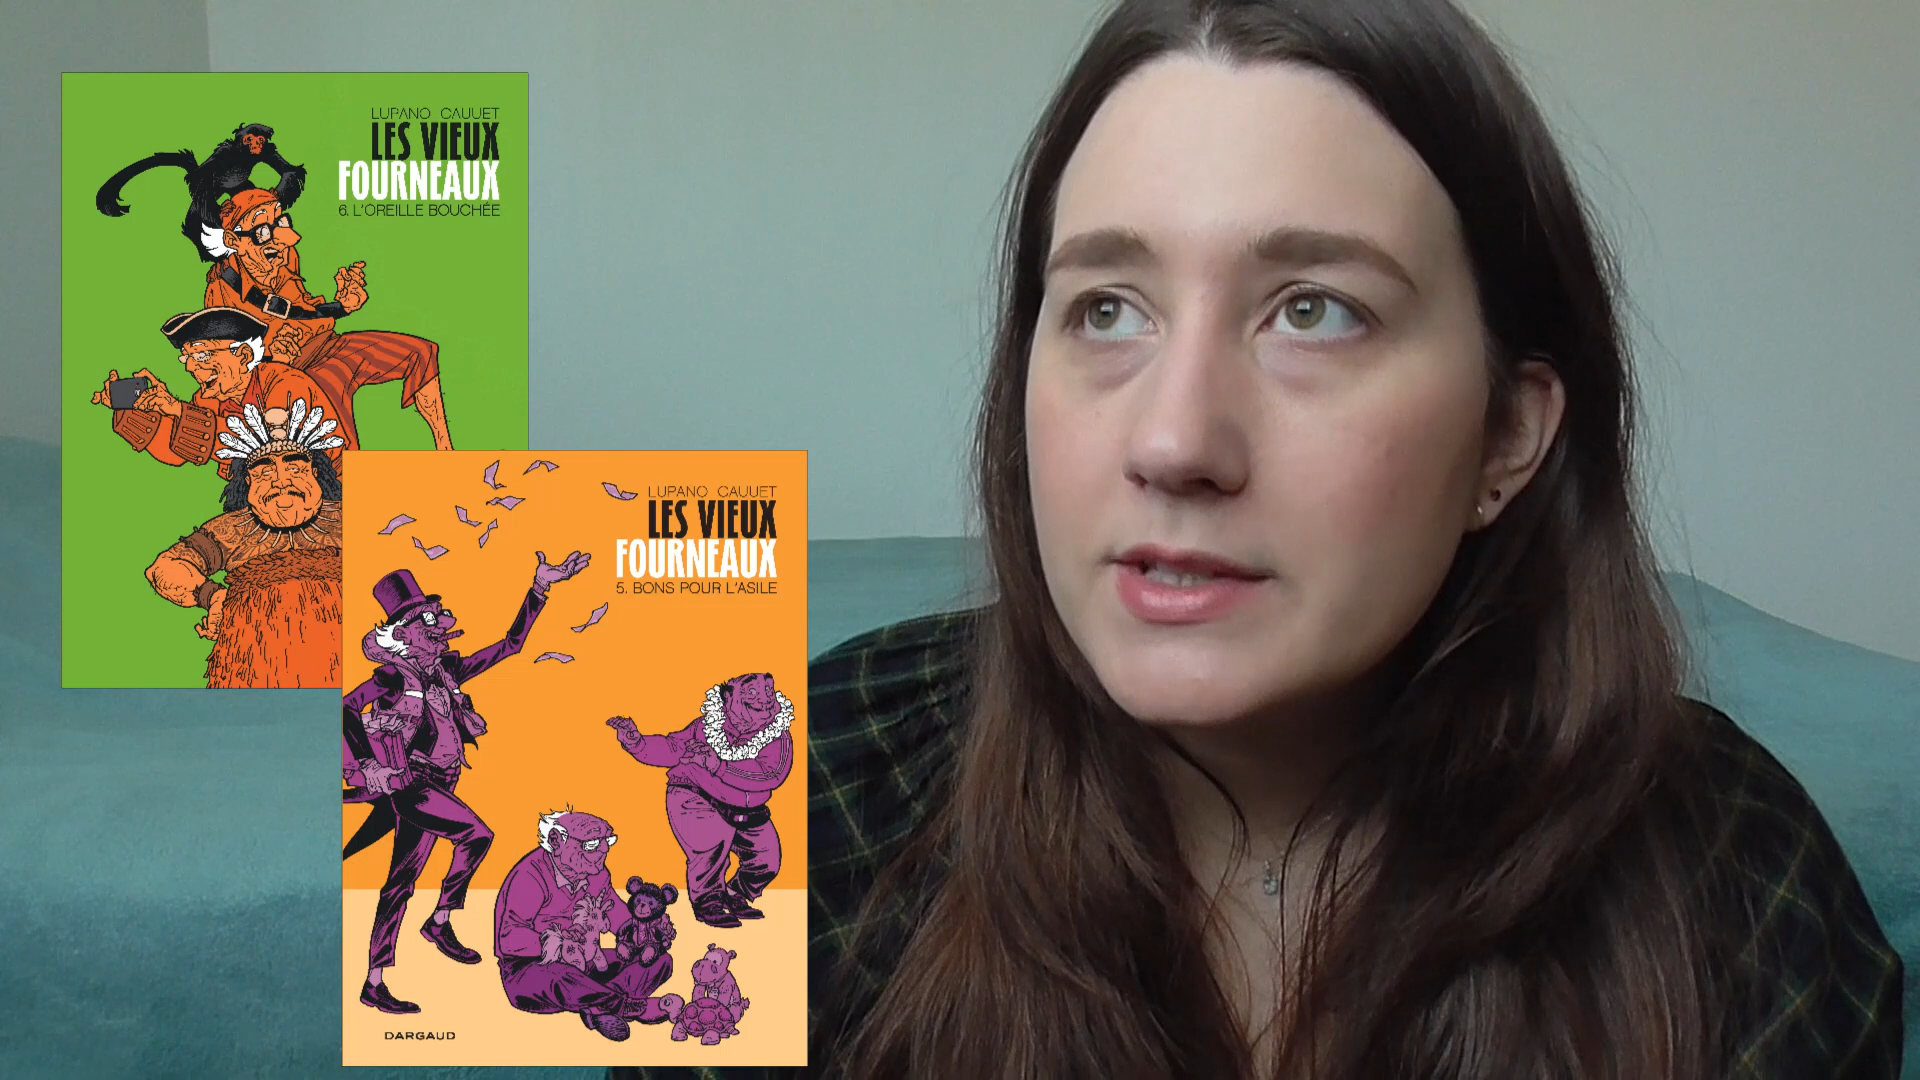 LUPANO CAUUET
LES VIEUX
FOURNEAUX
6. L'OREILLE BOUCHÉE
LUPANO CAUUET
LES VIEUX
FOURNEAUX
5. BONS POUR L'ASILE
DARGAUD